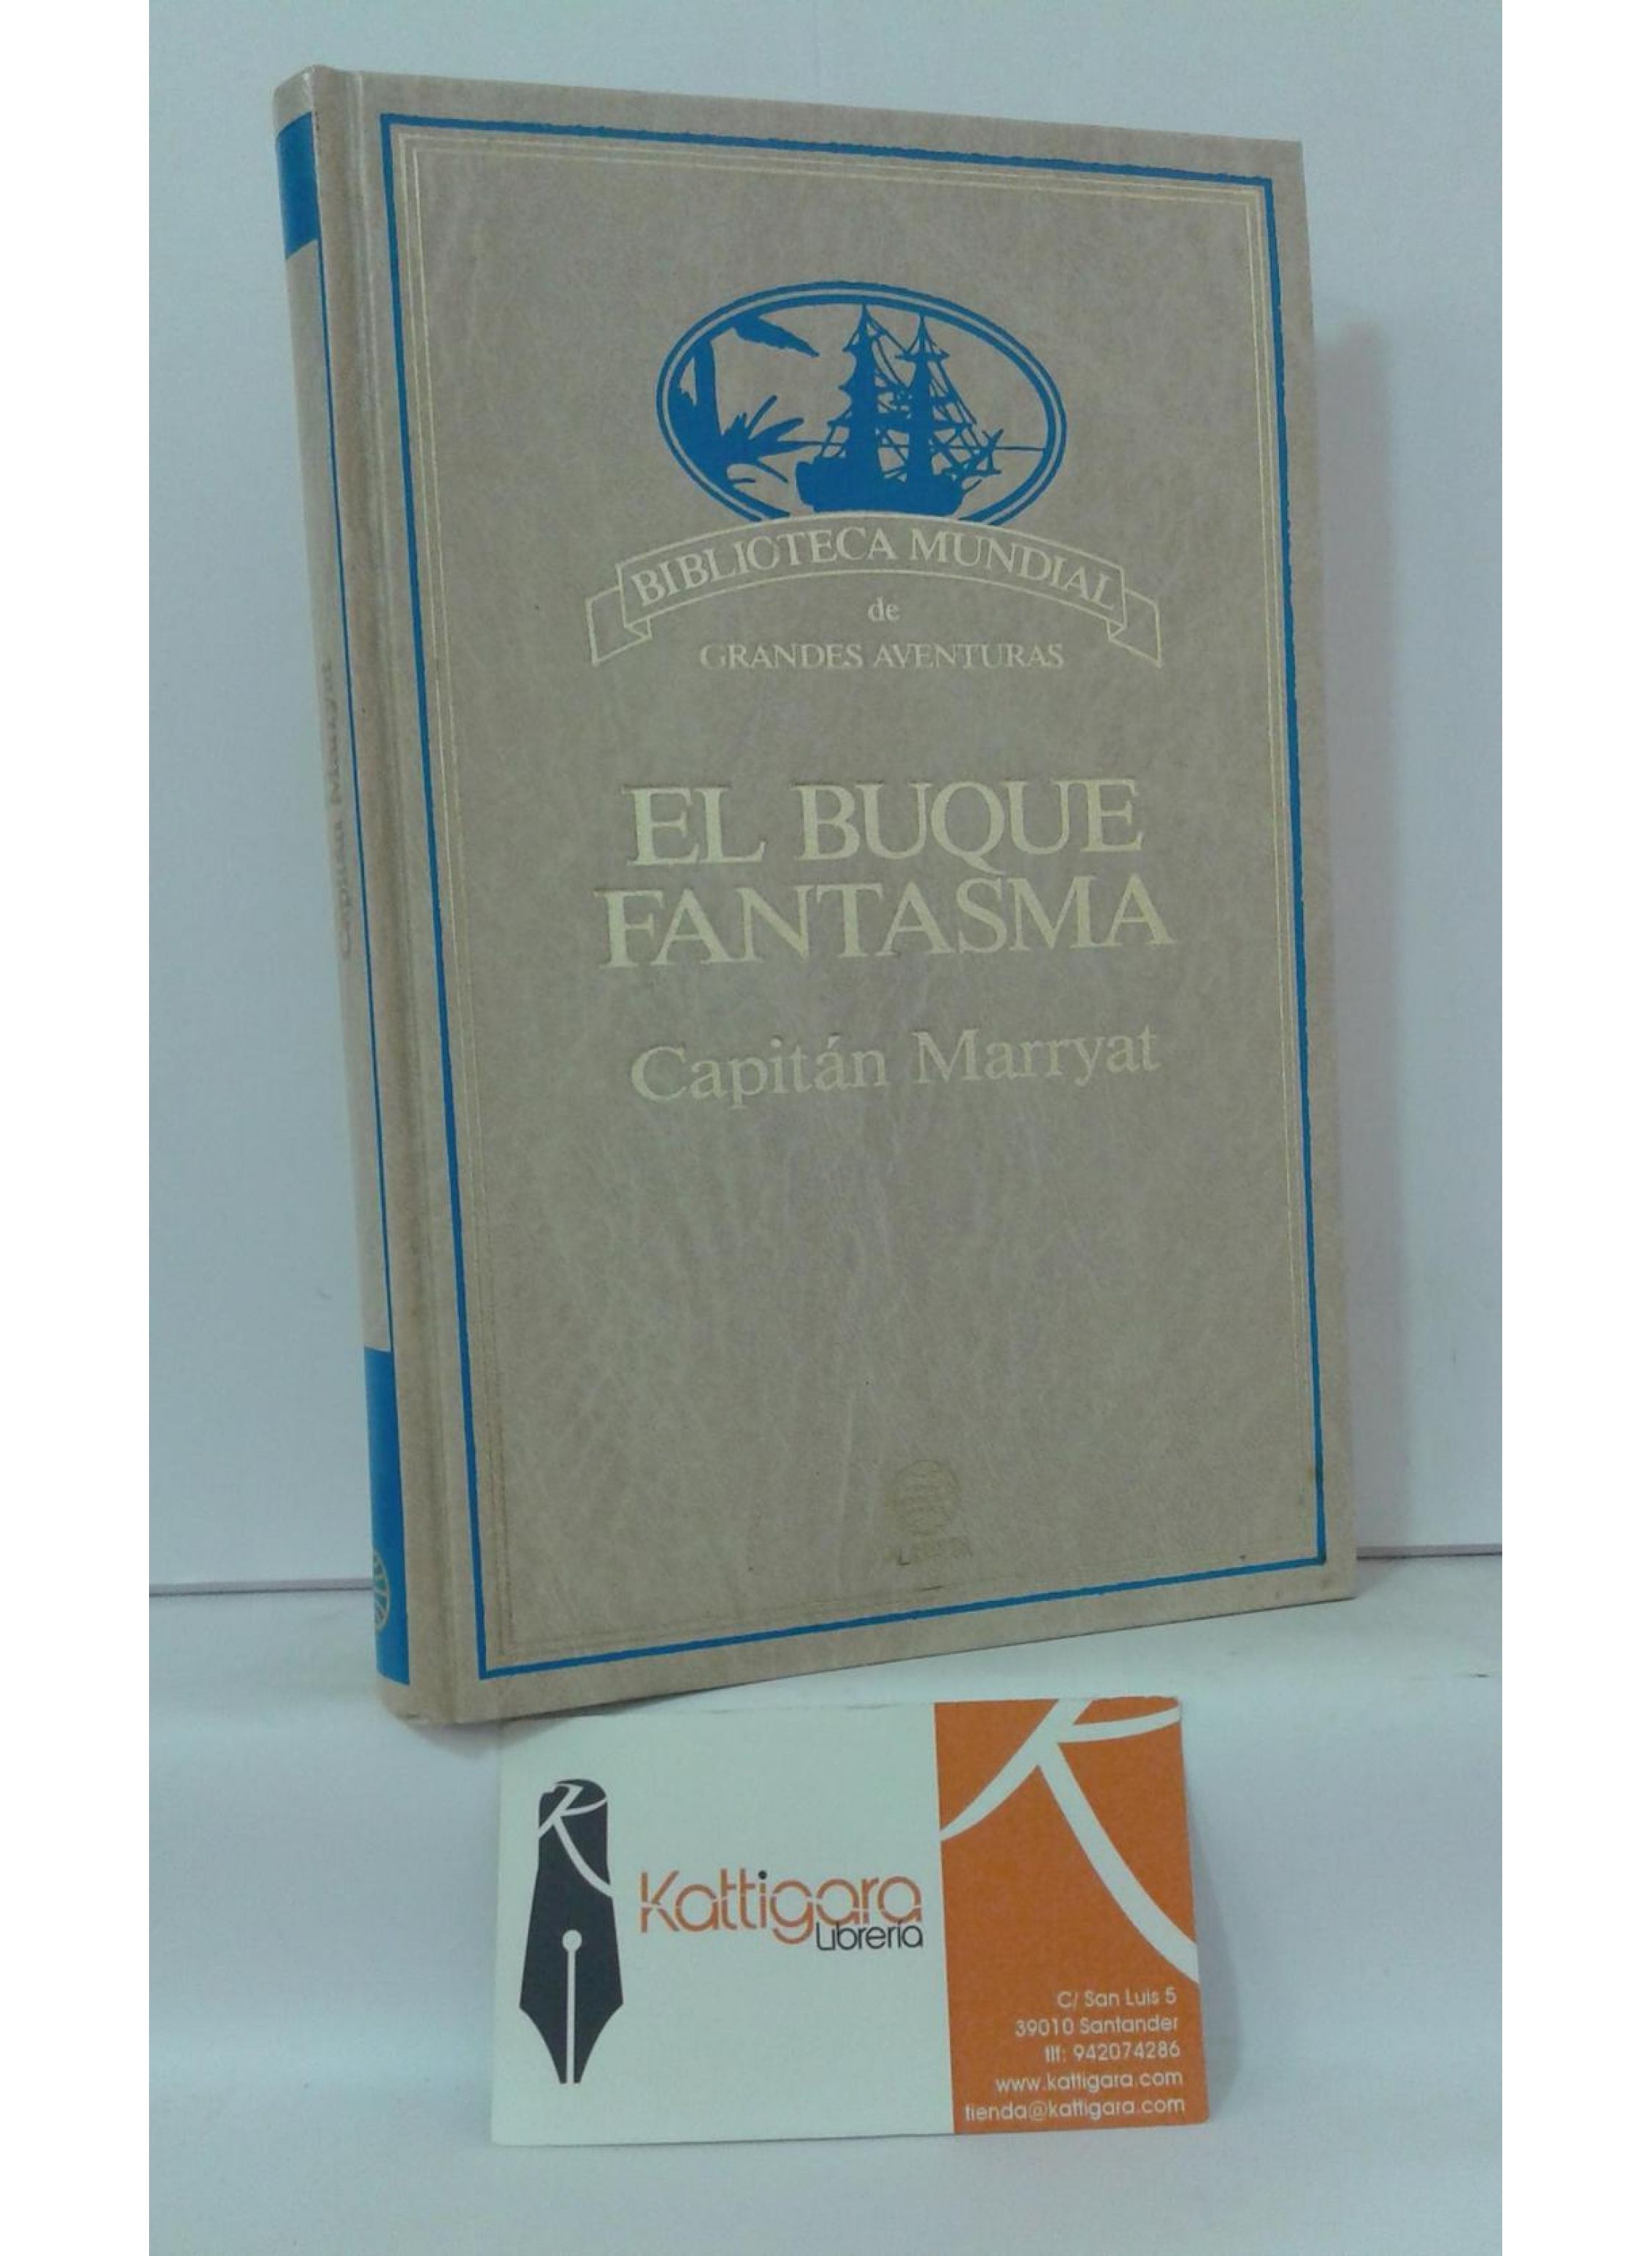 BIBLIOTECA MUNDIAL
de
GRANDES AVENTURAS
EL BUQUE
FANTASMA
Capitán Marryat
Capitán Marryat
K
Kattigara
Librería
C/ San Luis 5
39010 Santander
tlf: 942074286
www.kattigara.com
tienda@kattigara.com